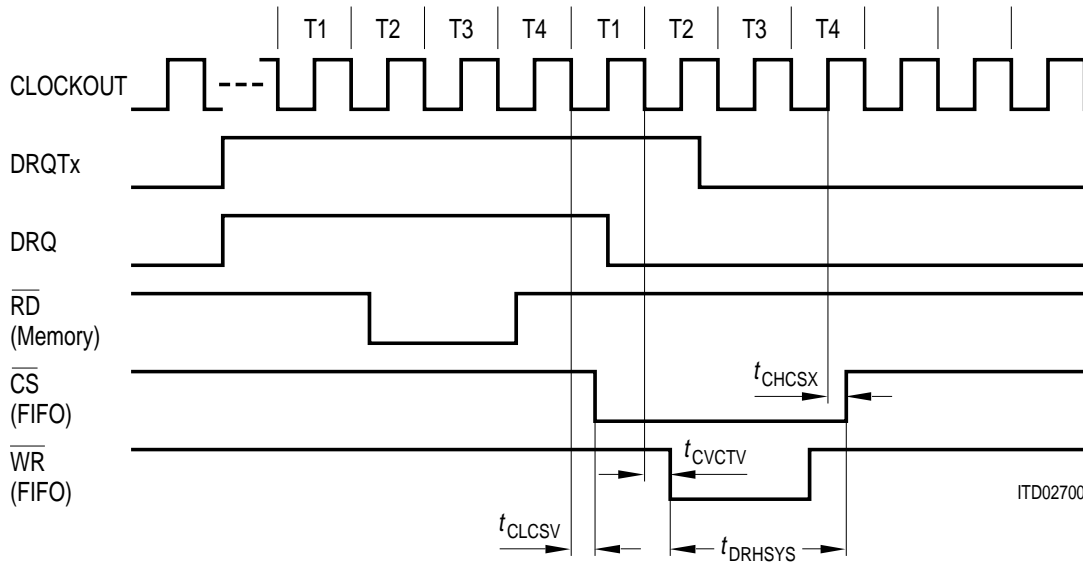 T1 T2 T3 T4 T1 T2 T3 T4
CLOCKOUT
DRQTx
DRQ
RD
(Memory)
CS
(FIFO)
tCHCSX
WR
(FIFO)
tCVCTV
ITD02700
tCLCSV
tDRHSYS